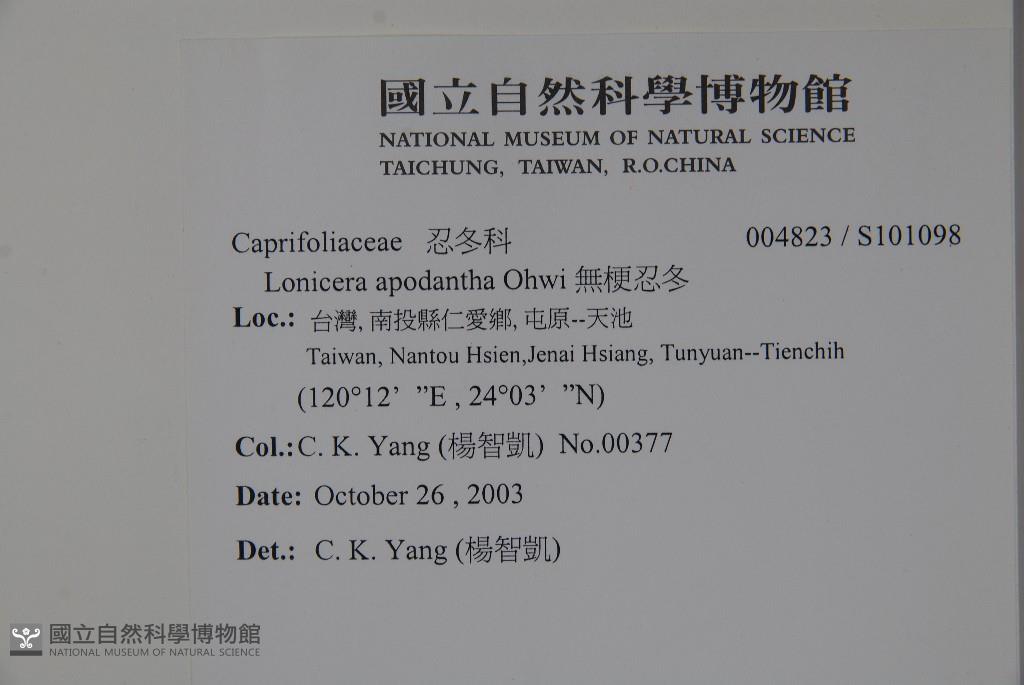 國立自然科學博物館
NATIONAL MUSEUM OF NATURAL SCIENCE
TAICHUNG, TAIWAN, R.O.CHINA
Caprifoliaceae 忍冬科 004823 / S101098
Lonicera apodantha Ohwi 無梗忍冬
Loc.: 台灣, 南投縣仁愛鄉, 屯原--天池
Taiwan, Nantou Hsien,Jenai Hsiang, Tunyuan--Tienchih
(120°12’ ”E , 24°03’ ”N)
Col.: C. K. Yang (楊智凱) No.00377
Date: October 26 , 2003
Det.: C. K. Yang (楊智凱)
國立自然科學博物館
NATIONAL MUSEUM OF NATURAL SCIENCE